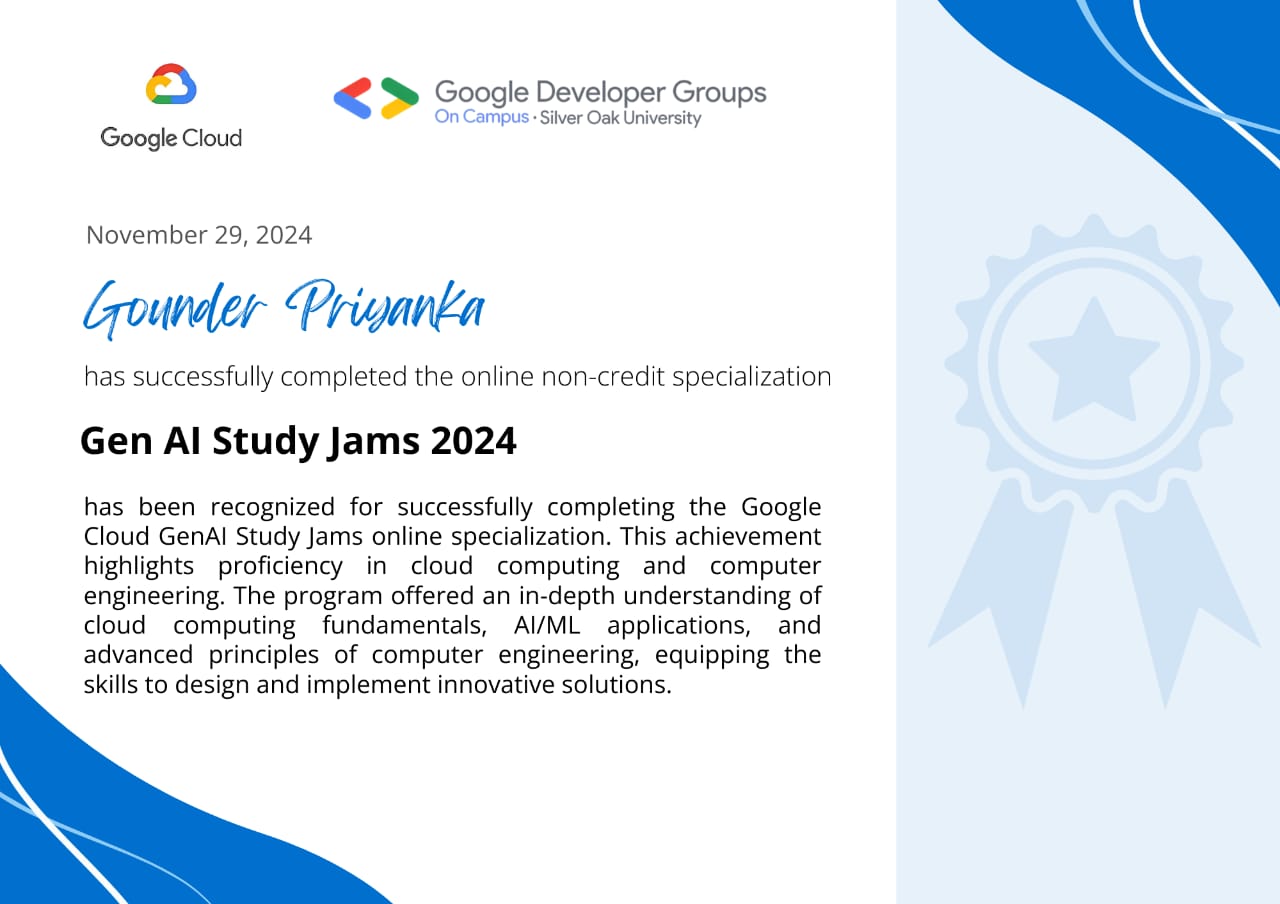 Google Cloud
Google Developer Groups
On Campus · Silver Oak University
November 29, 2024
Gounder Priyanka
has successfully completed the online non-credit specialization
Gen AI Study Jams 2024
has been recognized for successfully completing the Google
Cloud GenAI Study Jams online specialization. This achievement
highlights proficiency in cloud computing and computer
engineering. The program offered an in-depth understanding of
cloud computing fundamentals, AI/ML applications, and
advanced principles of computer engineering, equipping the
skills to design and implement innovative solutions.